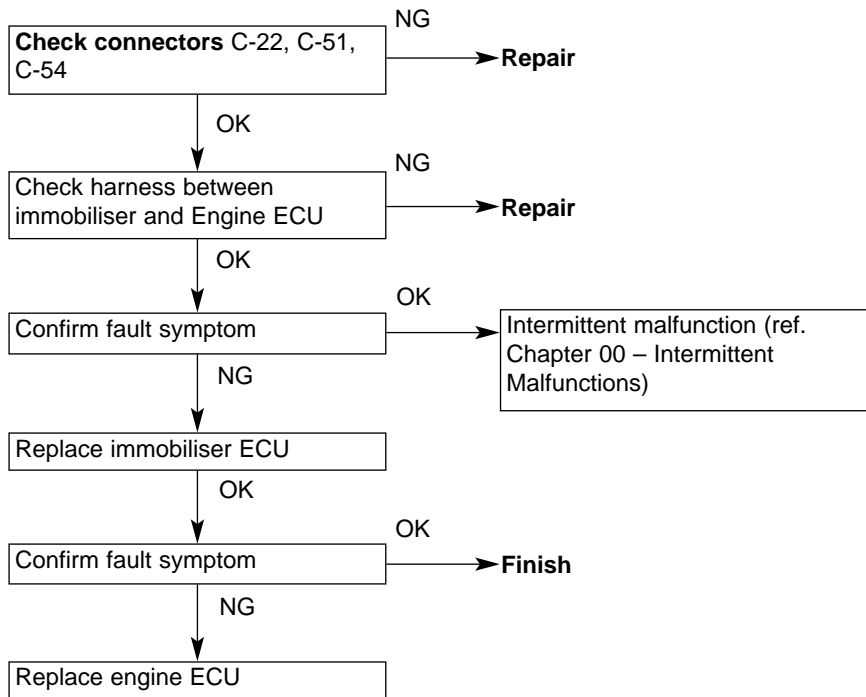 NG
Check connectors C-22, C-51,
C-54
Repair
OK
NG
Check harness between
immobiliser and Engine ECU
Repair
OK
OK
Confirm fault symptom
Intermittent malfunction (ref.
Chapter 00 – Intermittent
Malfunctions)
NG
Replace immobiliser ECU
OK
OK
Confirm fault symptom
Finish
NG
Replace engine ECU